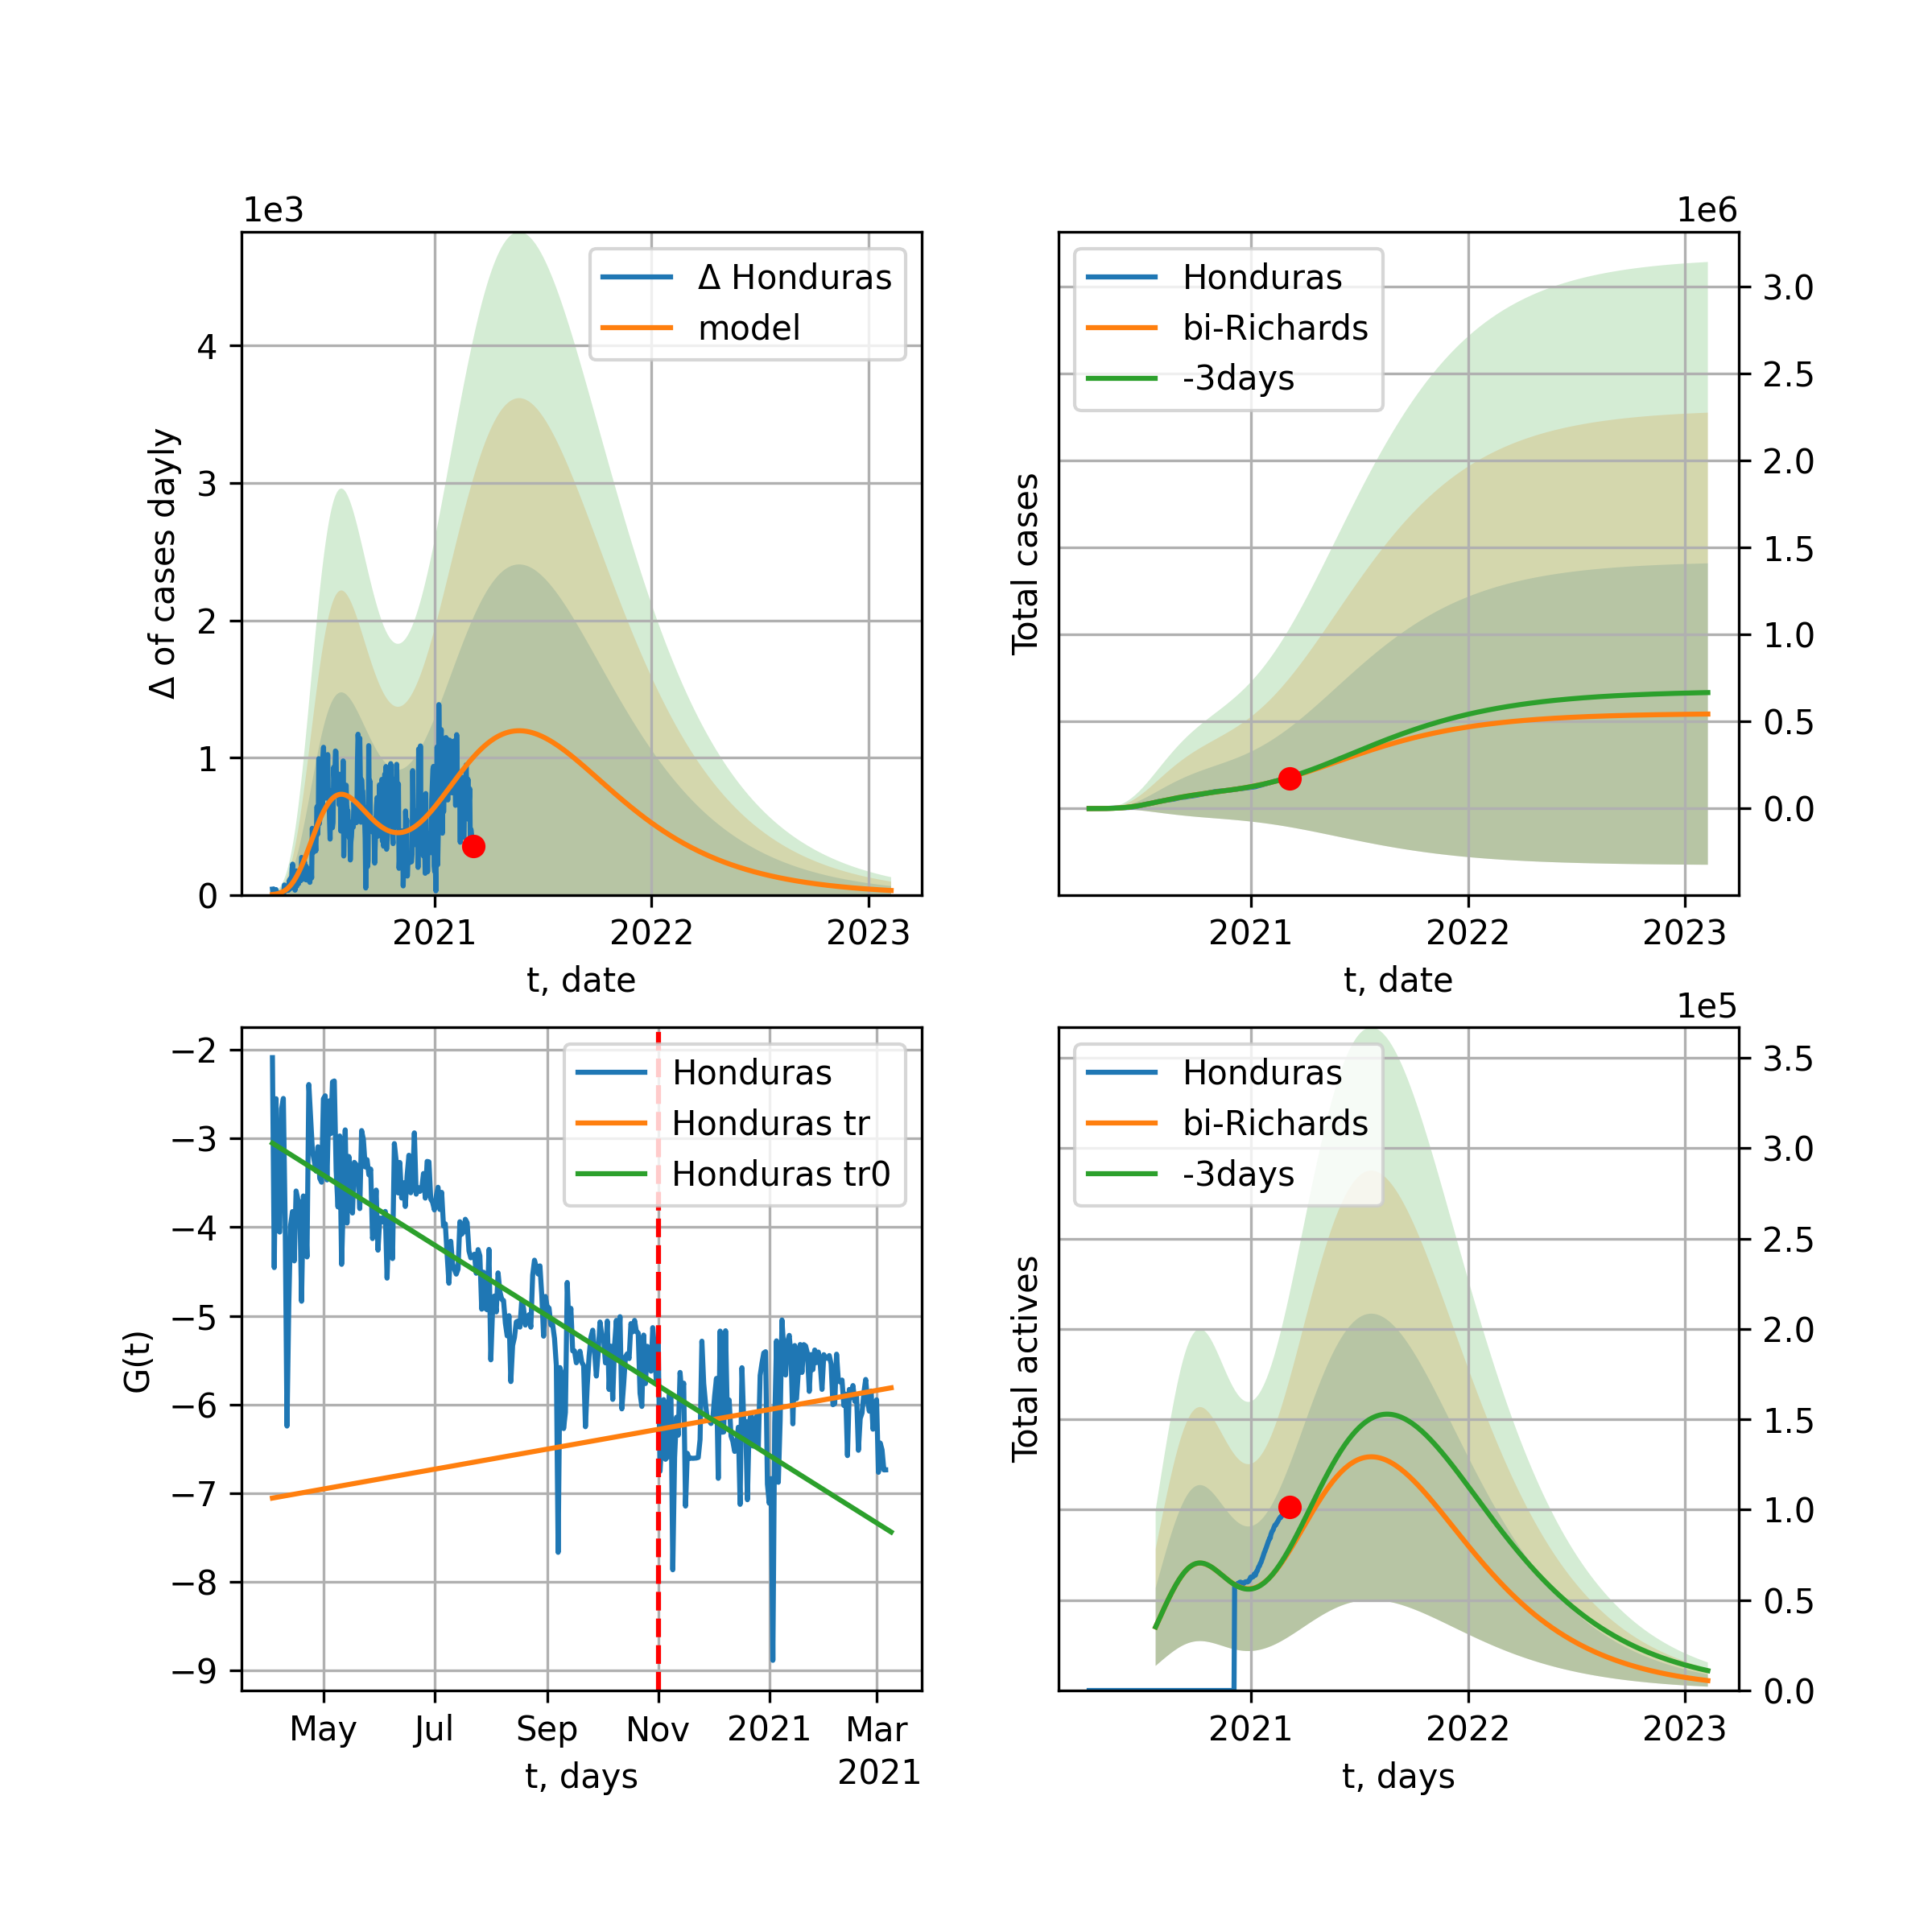 1e3
Δ of cases dayly
4
3
2
1
0
Δ Honduras
model
2021 2022 2023
t, date
1e6
Total cases
Honduras
bi-Richards
-3days
3.0
2.5
2.0
1.5
1.0
0.5
0.0
2021 2022 2023
t, date
G(t)
−2
−3
−4
−5
−6
−7
−8
−9
Honduras
Honduras tr
Honduras tr0
May Jul Sep Nov 2021 Mar
2021
t, days
1e5
Total actives
Honduras
bi-Richards
-3days
3.5
3.0
2.5
2.0
1.5
1.0
0.5
0.0
2021 2022 2023
t, days